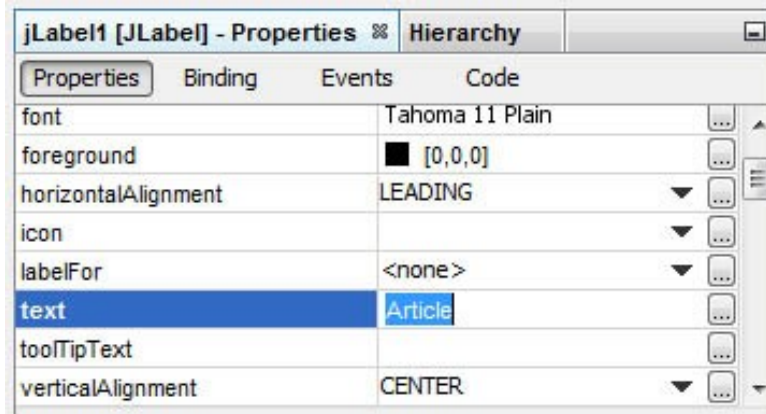 jLabel1 [JLabel] - Properties Hierarchy
Properties Binding Events Code
font Tahoma 11 Plain ...
foreground [0,0,0] ...
horizontalAlignment LEADING ...
icon ...
labelFor <none> ...
text Article ...
toolTipText ...
verticalAlignment CENTER ...